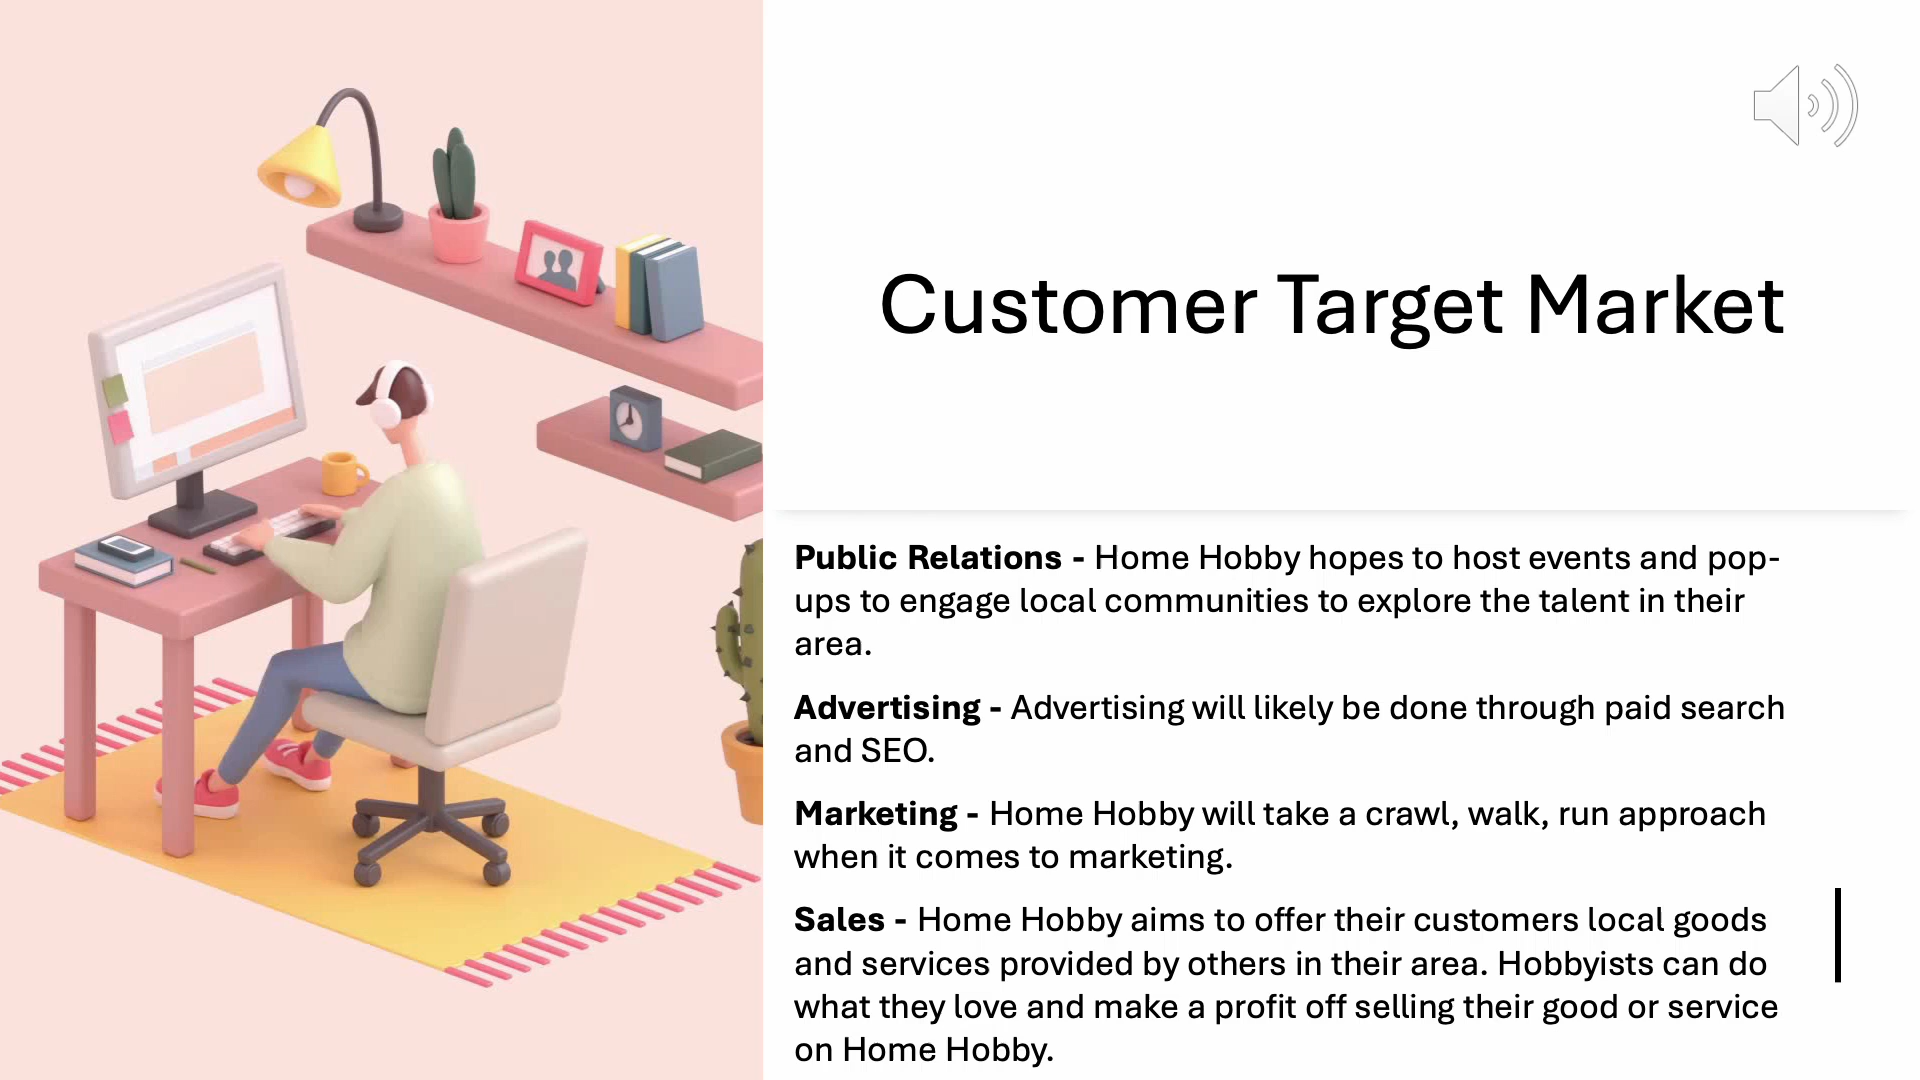 Customer Target Market
Public Relations - Home Hobby hopes to host events and pop-
ups to engage local communities to explore the talent in their
area.
Advertising - Advertising will likely be done through paid search
and SEO.
Marketing - Home Hobby will take a crawl, walk, run approach
when it comes to marketing.
Sales - Home Hobby aims to offer their customers local goods
and services provided by others in their area. Hobbyists can do
what they love and make a profit off selling their good or service
on Home Hobby.